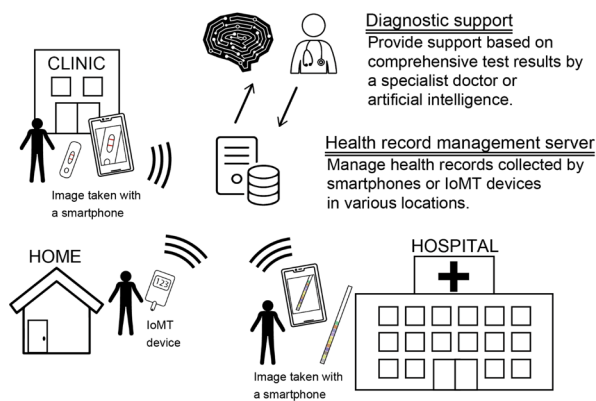 Diagnostic support
Provide support based on
comprehensive test results by
a specialist doctor or
artificial intelligence.
CLINIC
Image taken with
a smartphone
Health record management server
Manage health records collected by
smartphones or IoMT devices
in various locations.
HOME
123
IoMT
device
HOSPITAL
Image taken with
a smartphone